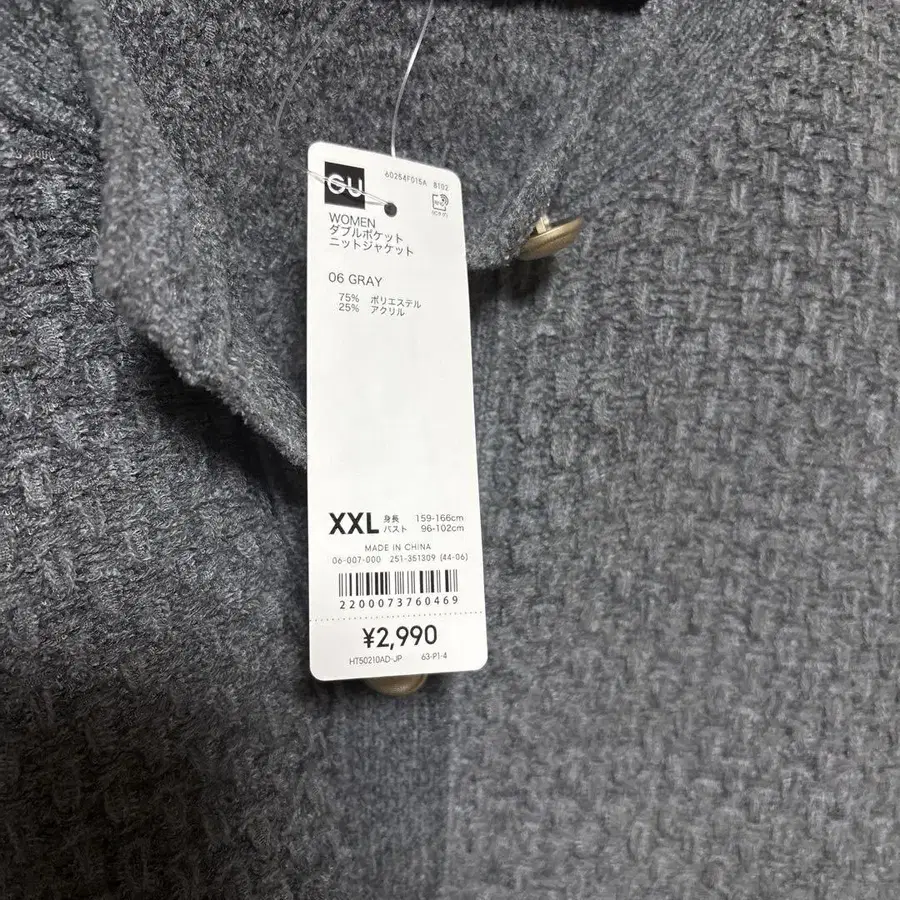 GU
60254F015A 8102
WOMEN
ダブルポケット
ニットジャケット
06 GRAY
75% ポリエステル
25% アクリル
XXL 身長 159-166cm
バスト 96-102cm
MADE IN CHINA
06-007-000 251-351309 (44-06)
2200073760469
¥2,990
HT50210AD-JP 63-P1-4